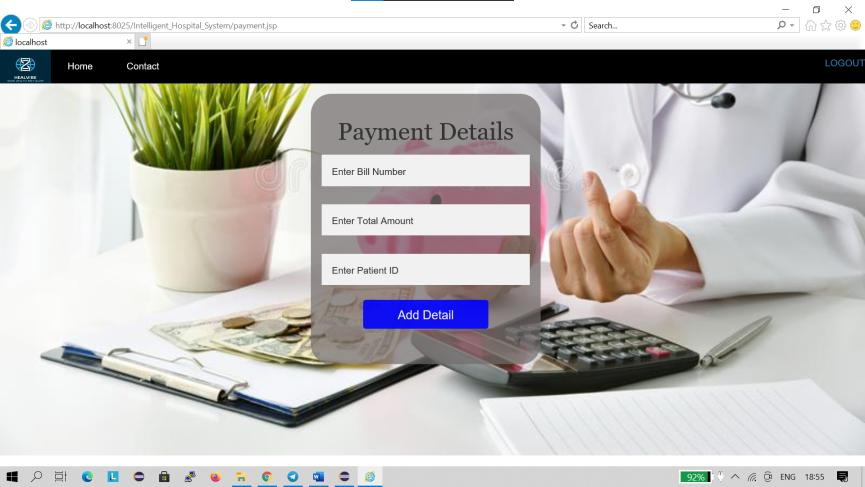 http://localhost:8025/Intelligent_Hospital_System/payment.jsp
Search...
localhost
HEALWISE
Home
Contact
LOGOUT
Payment Details
Enter Bill Number
Enter Total Amount
Enter Patient ID
Add Detail
92%
ENG
18:55